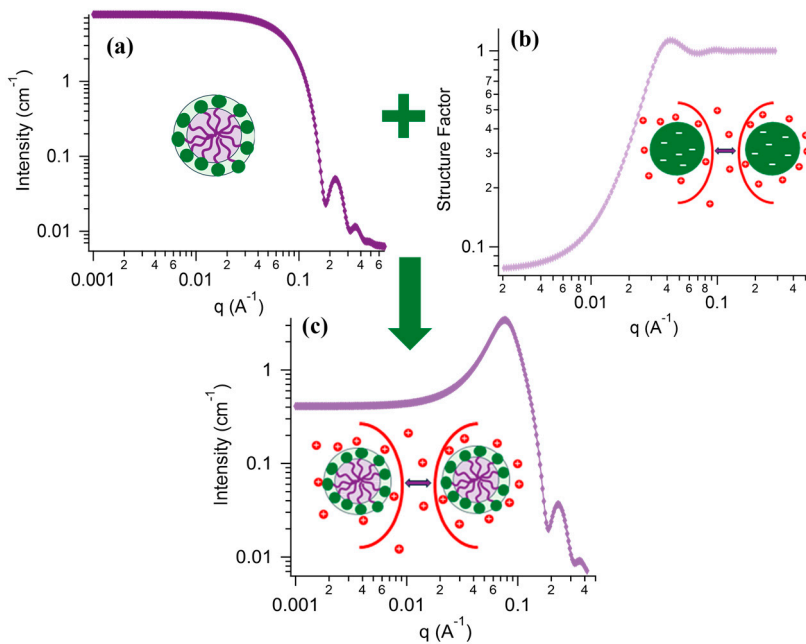 (a)
Intensity (cm⁻¹)
1
0.1
0.01
0.001 2 4 6 0.01 2 4 6 0.1 2 4 6
q (A⁻¹)
+
(b)
Structure Factor
1
8
7
6
5
4
3
2
0.1
2 4 6 8 0.01 2 4 6 8 0.1 2 4
q (A⁻¹)
(c)
Intensity (cm⁻¹)
1
0.1
0.01
0.001 2 4 6 0.01 2 4 6 0.1 2 4
q (A⁻¹)